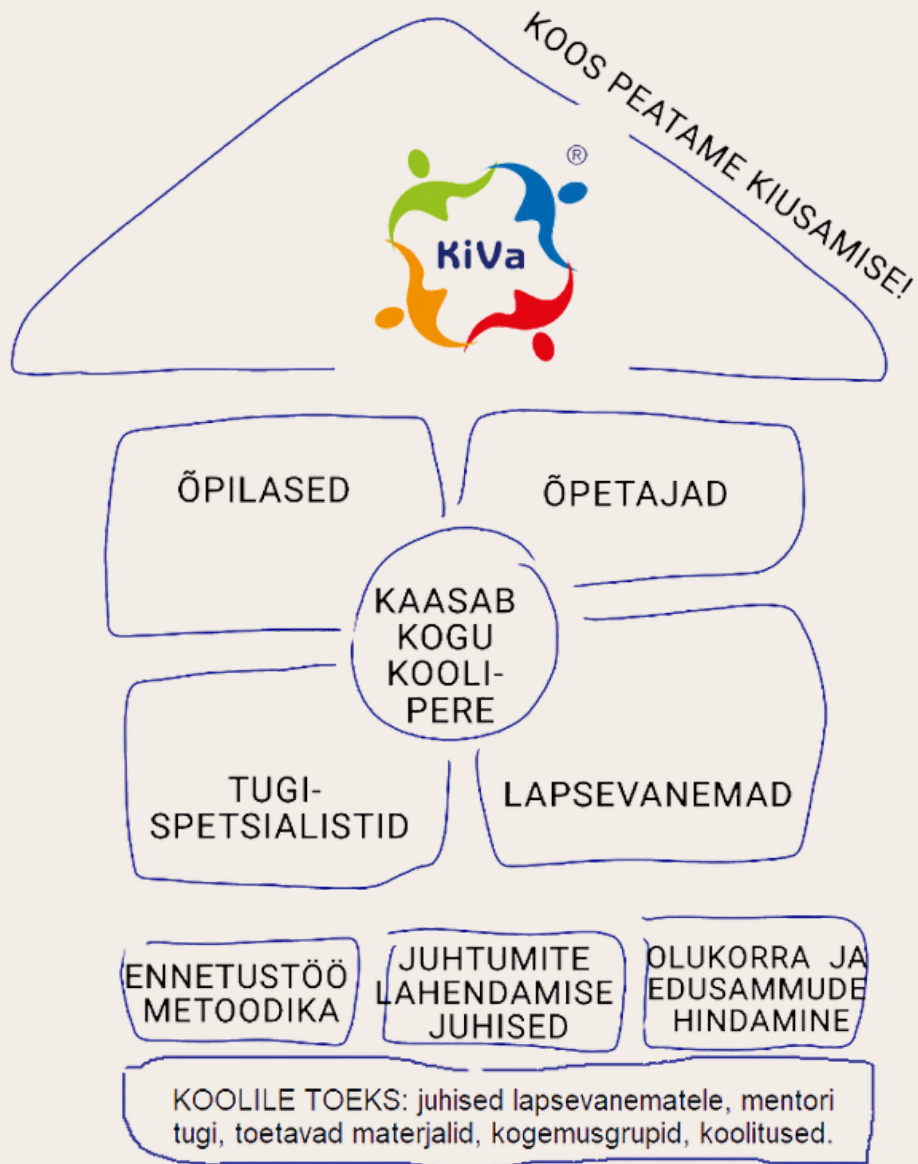 KOOS PEATAME KIUSAMISE!
®
KiVa
ÕPILASED
ÕPETAJAD
KAASAB
KOGU
KOOLI-
PERE
TUGI-
SPETSIALISTID
LAPSEVANEMAD
ENNETUSTÖÖ
METOODIKA
JUHTUMITE
LAHENDAMISE
JUHISED
OLUKORRA JA
EDUSAMMUDE
HINDAMINE
KOOLILE TOEKS: juhised lapsevanematele, mentori
tugi, toetavad materjalid, kogemusgrupid, koolitused.